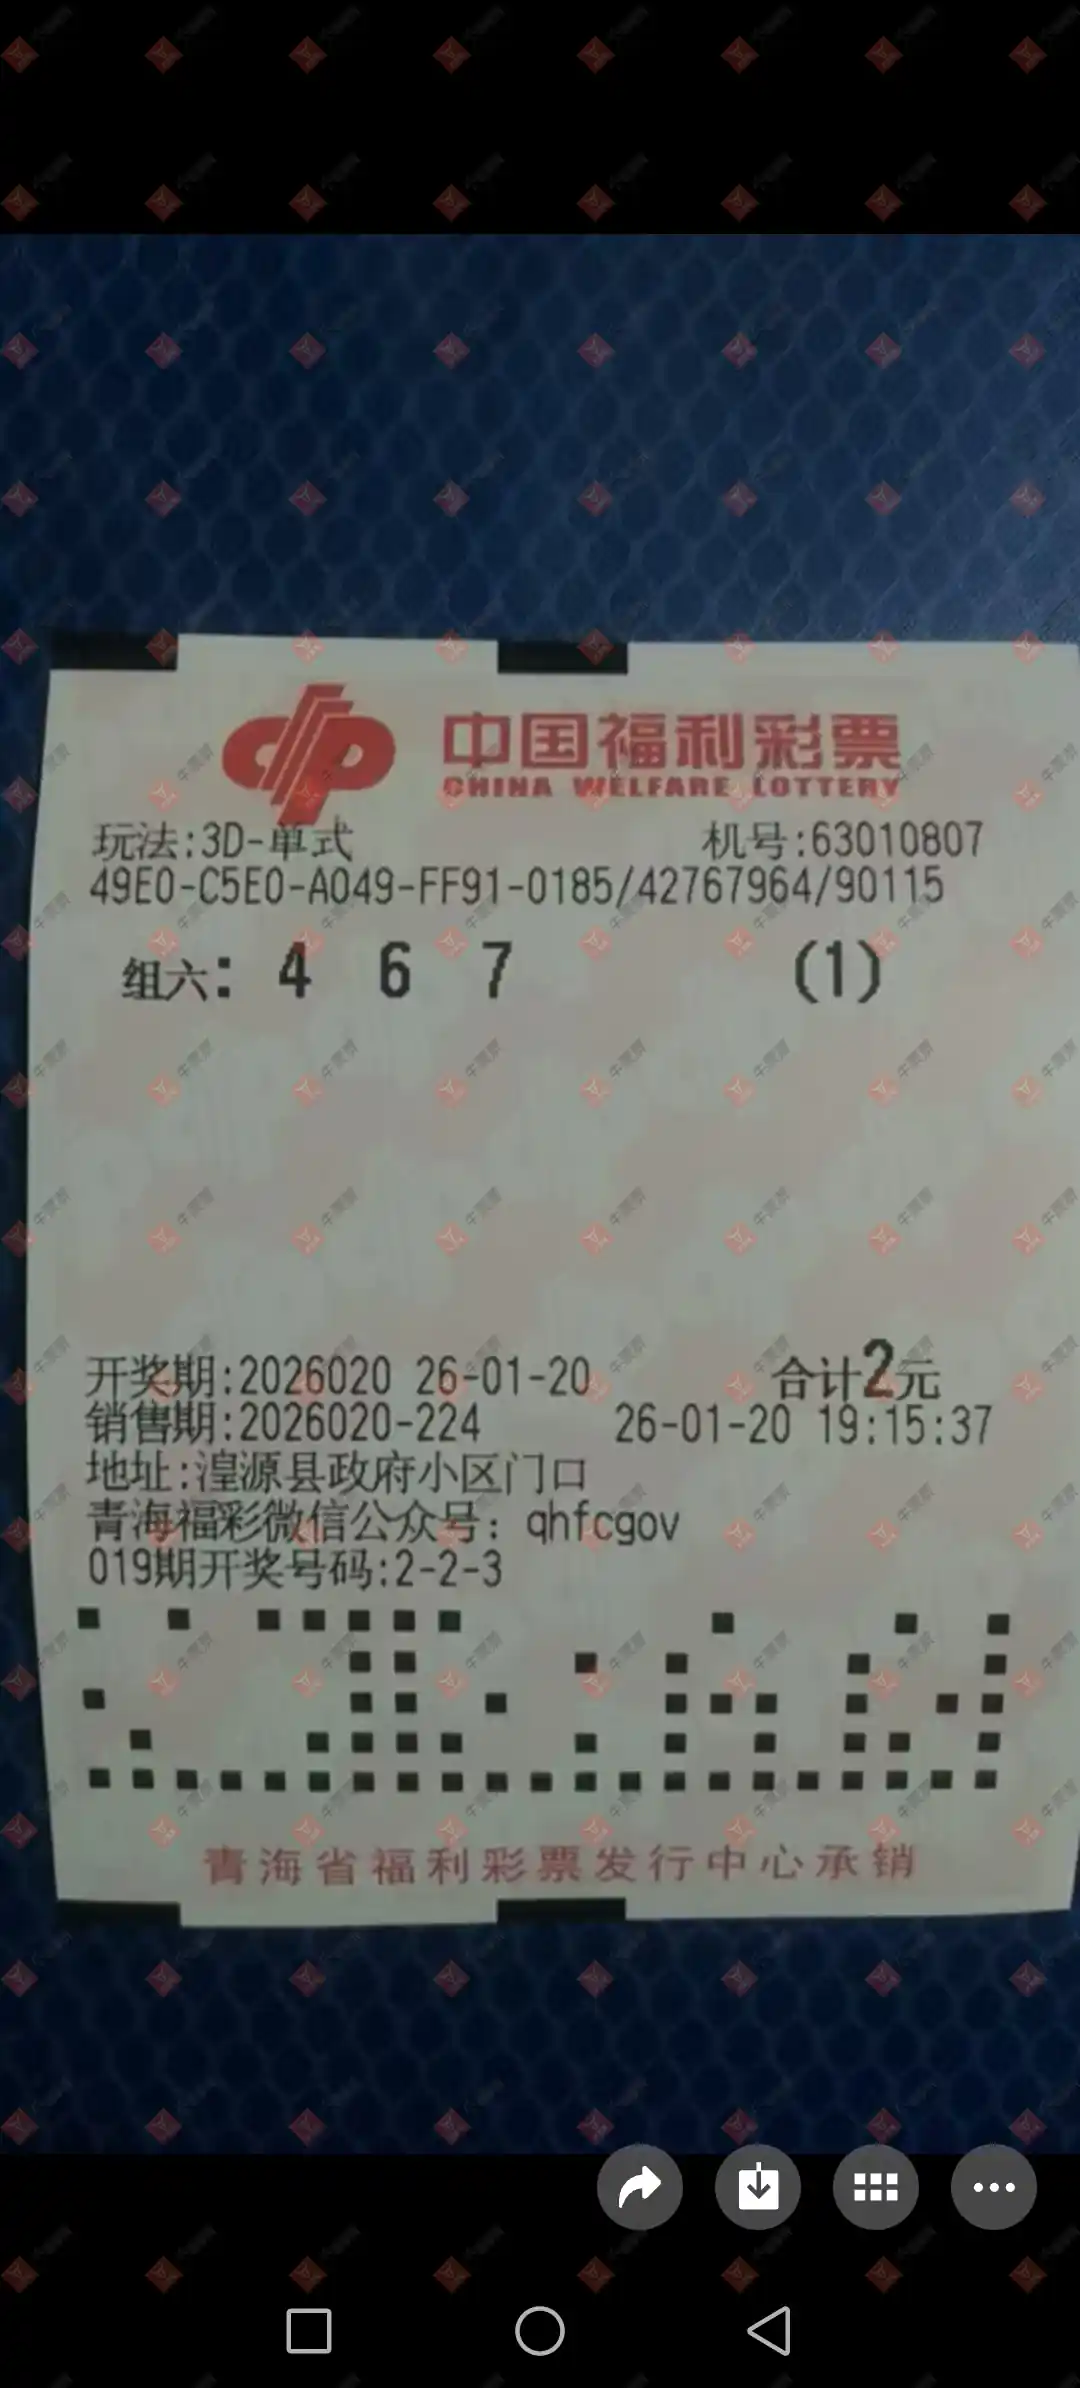 中国福利彩票
CHINA WELFARE LOTTERY
玩法:3D-单式 机号:63010807
49E0-C5E0-A049-FF91-0185/42767964/90115
组六: 4 6 7 (1)
开奖期:2026020 26-01-20 合计2元
销售期:2026020-224 26-01-20 19:15:37
地址:湟源县政府小区门口
青海福彩微信公众号: qhfcgov
019期开奖号码:2-2-3
青海省福利彩票发行中心承销